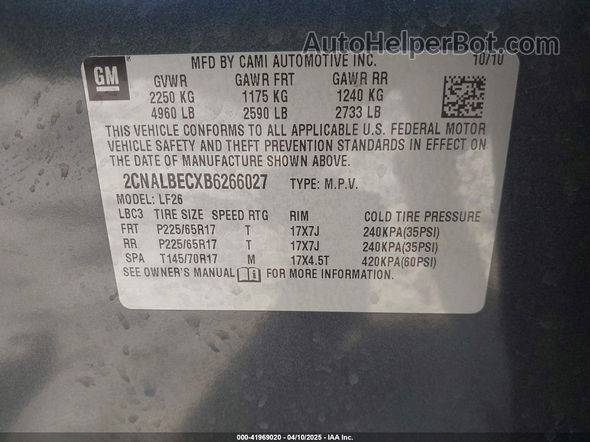 AutoHelperBot.com
GM
MFD BY CAMI AUTOMOTIVE INC. 10/10
GVWR GAWR FRT GAWR RR
2250 KG 1175 KG 1240 KG
4960 LB 2590 LB 2733 LB
THIS VEHICLE CONFORMS TO ALL APPLICABLE U.S. FEDERAL MOTOR
VEHICLE SAFETY AND THEFT PREVENTION STANDARDS IN EFFECT ON
THE DATE OF MANUFACTURE SHOWN ABOVE.
2CNALBECXB6266027 TYPE: M.P.V.
MODEL: LF26
LBC3 TIRE SIZE SPEED RTG RIM COLD TIRE PRESSURE
FRT P225/65R17 T 17X7J 240KPA(35PSI)
RR P225/65R17 T 17X7J 240KPA(35PSI)
SPA T145/70R17 M 17X4.5T 420KPA(60PSI)
SEE OWNER'S MANUAL FOR MORE INFORMATION.
000-41969020 - 04/10/2025 - IAA Inc.